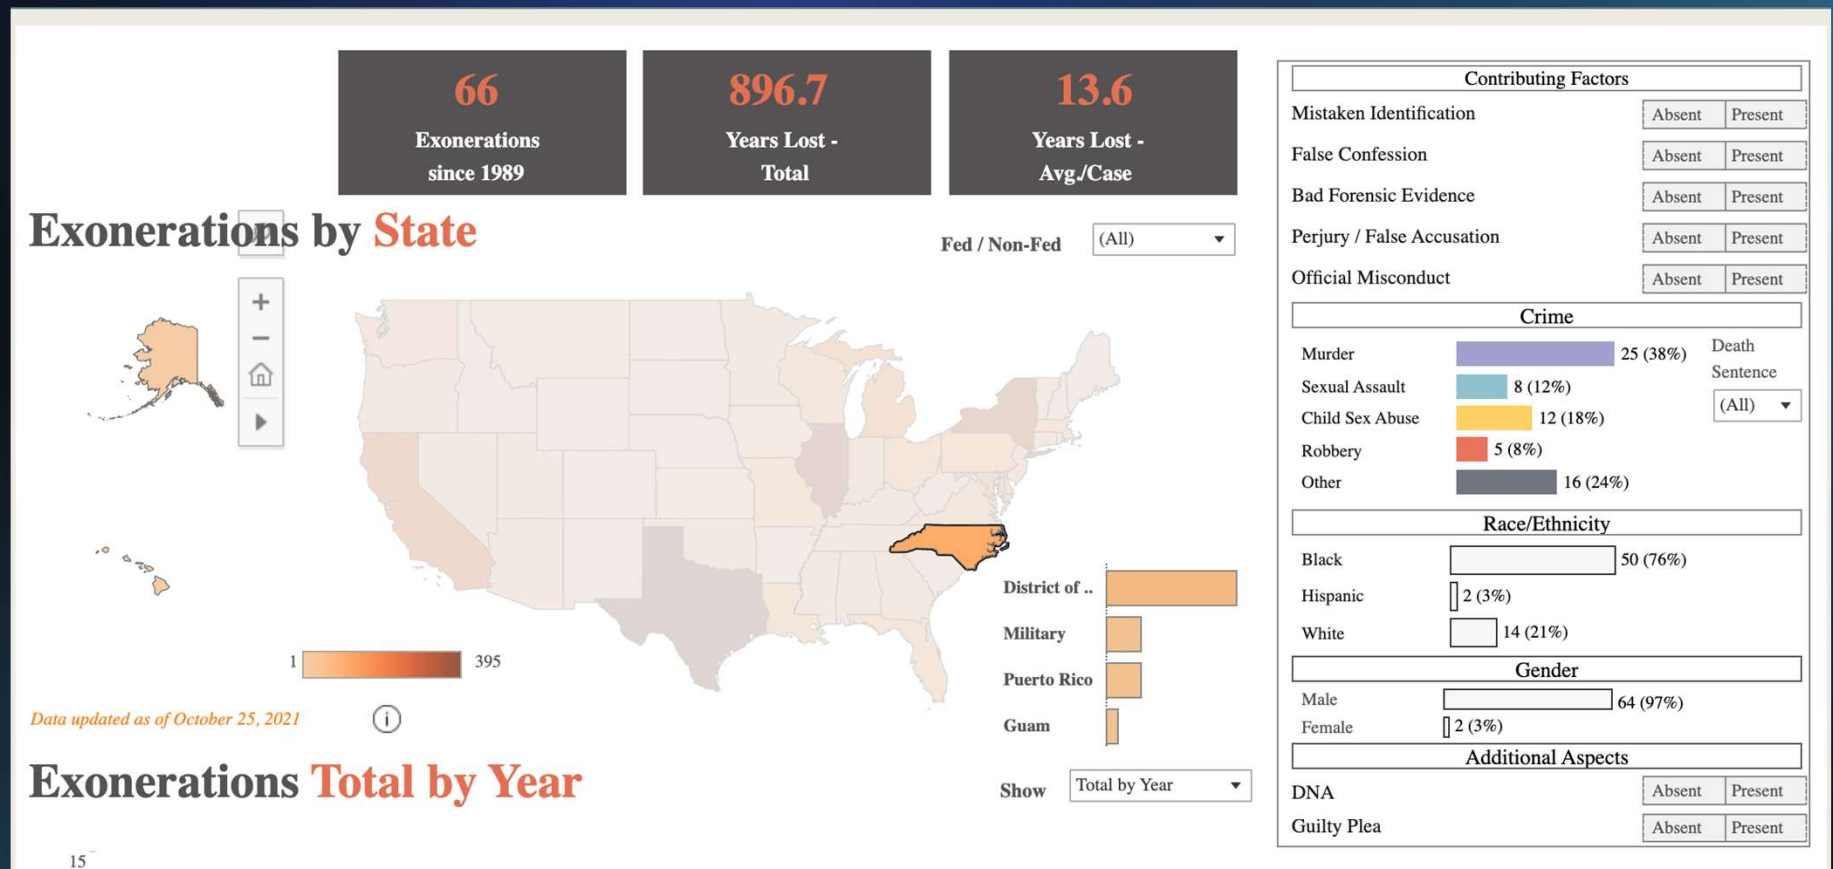 66
Exonerations
since 1989
896.7
Years Lost -
Total
13.6
Years Lost -
Avg./Case
Exonerations by State
Fed / Non-Fed (All)
1 395
Data updated as of October 25, 2021
District of ..
Military
Puerto Rico
Guam
Exonerations Total by Year
Show Total by Year
15
Contributing Factors
Mistaken Identification Absent Present
False Confession Absent Present
Bad Forensic Evidence Absent Present
Perjury / False Accusation Absent Present
Official Misconduct Absent Present
Crime
Murder 25 (38%)
Sexual Assault 8 (12%)
Child Sex Abuse 12 (18%)
Robbery 5 (8%)
Other 16 (24%)
Death
Sentence
(All)
Race/Ethnicity
Black 50 (76%)
Hispanic 2 (3%)
White 14 (21%)
Gender
Male 64 (97%)
Female 2 (3%)
Additional Aspects
DNA Absent Present
Guilty Plea Absent Present